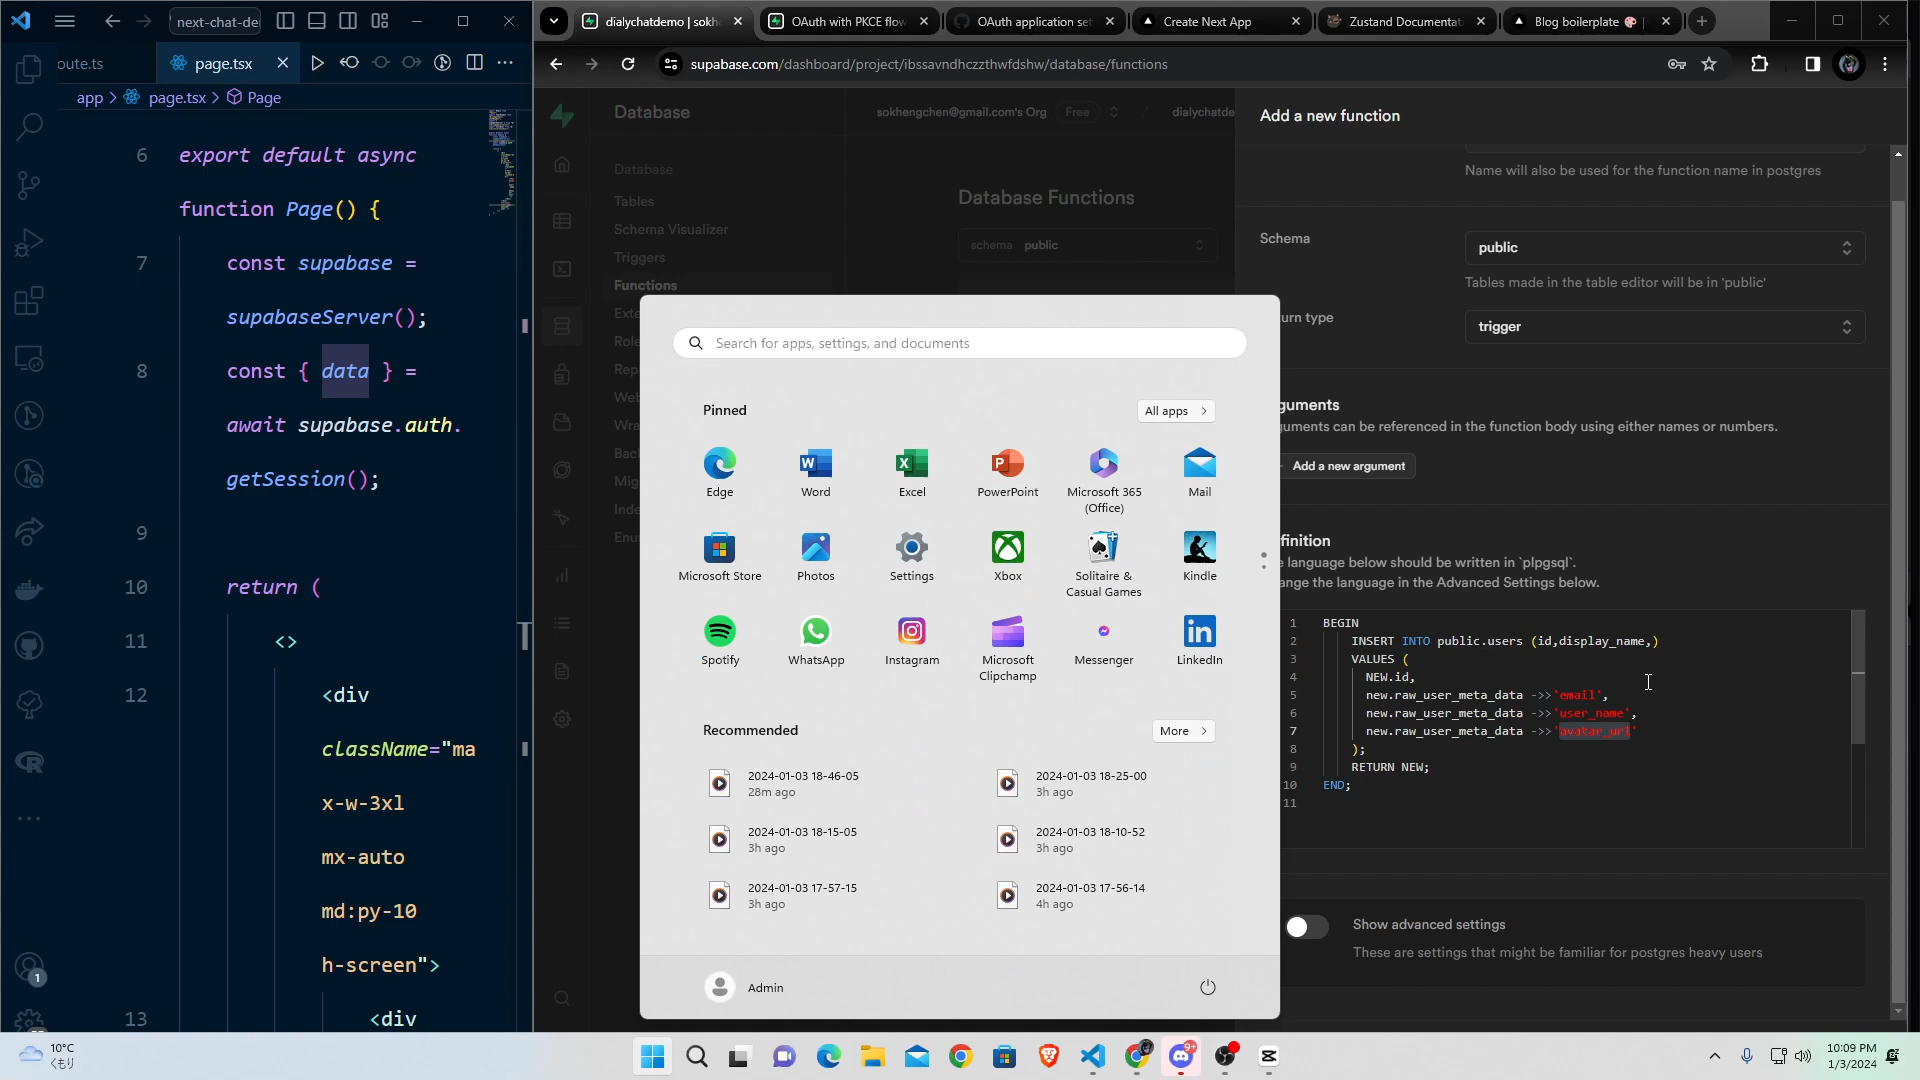 next-chat-de
oute.ts
page.tsx
app > page.tsx > Page
6 export default async
function Page() {
7 const supabase =
supabaseServer();
8 const { data } =
await supabase.auth.
getSession();
9
10 return (
11 <>
12 <div
className="ma
x-w-3xl
mx-auto
md:py-10
h-screen">
13 <div
1
dialychatdemo | sokh
OAuth with PKCE flow
OAuth application set
Create Next App
Zustand Documentati
Blog boilerplate
supabase.com/dashboard/project/ibssavndhczzthwfdshw/database/functions
Database
sokhengchen@gmail.com's Org
Free
dialychatde
Database
Tables
Schema Visualizer
Triggers
Functions
Exte
Role
Rep
Web
Wra
Bac
Mig
Inde
Enu
Database Functions
schema public
Add a new function
Name will also be used for the function name in postgres
Schema
public
Tables made in the table editor will be in 'public'
urn type
trigger
guments
guments can be referenced in the function body using either names or numbers.
Add a new argument
finition
e language below should be written in `plpgsql`.
ange the language in the Advanced Settings below.
1 BEGIN
2 INSERT INTO public.users (id,display_name,)
3 VALUES (
4 NEW.id,
5 new.raw_user_meta_data ->>'email',
6 new.raw_user_meta_data ->>'user_name',
7 new.raw_user_meta_data ->>'avatar_url'
8 );
9 RETURN NEW;
10 END;
11
Show advanced settings
These are settings that might be familiar for postgres heavy users
Search for apps, settings, and documents
Pinned
All apps >
Edge
Word
Excel
PowerPoint
Microsoft 365 (Office)
Mail
Microsoft Store
Photos
Settings
Xbox
Solitaire & Casual Games
Kindle
Spotify
WhatsApp
Instagram
Microsoft Clipchamp
Messenger
LinkedIn
Recommended
More >
2024-01-03 18-46-05
28m ago
2024-01-03 18-25-00
3h ago
2024-01-03 18-15-05
3h ago
2024-01-03 18-10-52
3h ago
2024-01-03 17-57-15
3h ago
2024-01-03 17-56-14
4h ago
Admin
10°C
くもり
9+
10:09 PM
1/3/2024